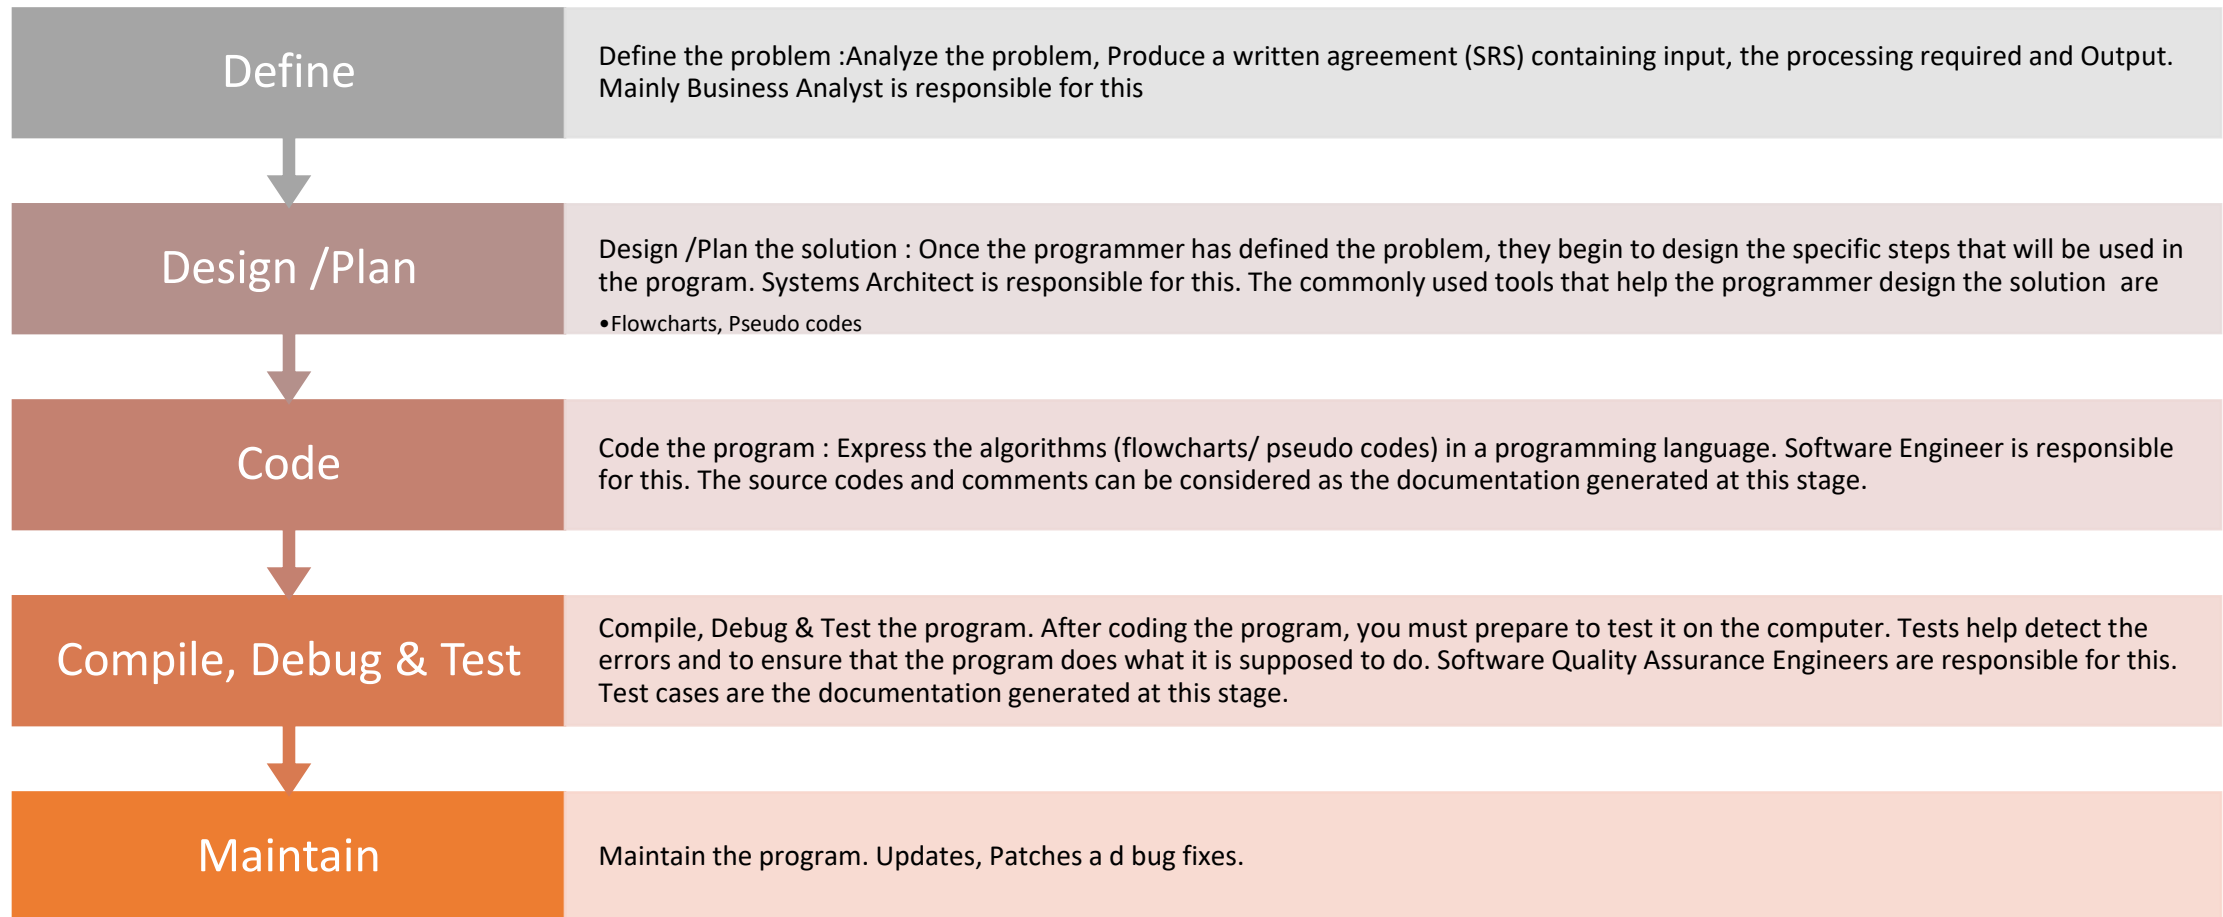 Define
Define the problem :Analyze the problem, Produce a written agreement (SRS) containing input, the processing required and Output.
Mainly Business Analyst is responsible for this
Design /Plan
Design /Plan the solution : Once the programmer has defined the problem, they begin to design the specific steps that will be used in
the program. Systems Architect is responsible for this. The commonly used tools that help the programmer design the solution  are
•Flowcharts, Pseudo codes
Code
Code the program : Express the algorithms (flowcharts/ pseudo codes) in a programming language. Software Engineer is responsible
for this. The source codes and comments can be considered as the documentation generated at this stage.
Compile, Debug & Test
Compile, Debug & Test the program. After coding the program, you must prepare to test it on the computer. Tests help detect the
errors and to ensure that the program does what it is supposed to do. Software Quality Assurance Engineers are responsible for this.
Test cases are the documentation generated at this stage.
Maintain
Maintain the program. Updates, Patches a d bug fixes.